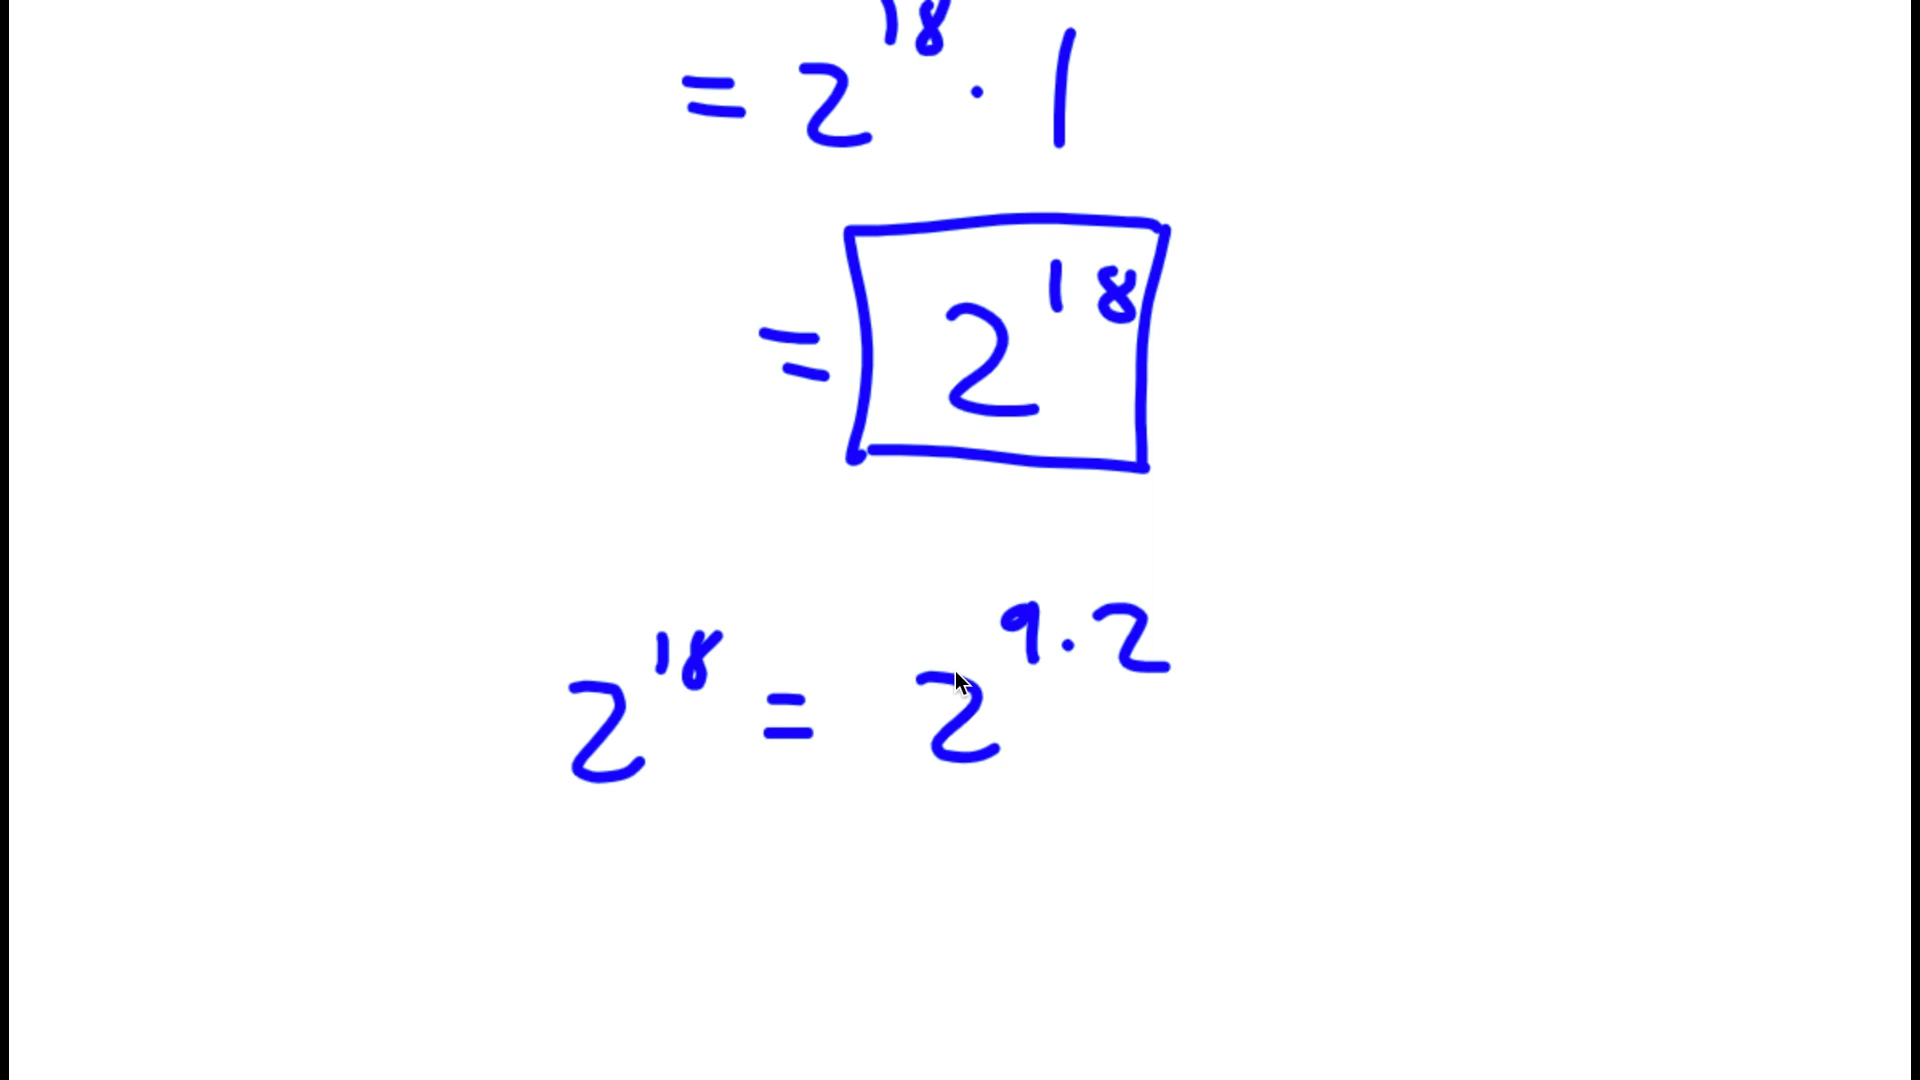 = 2^18 · 1
= 2^18
2^18 = 2^9·2